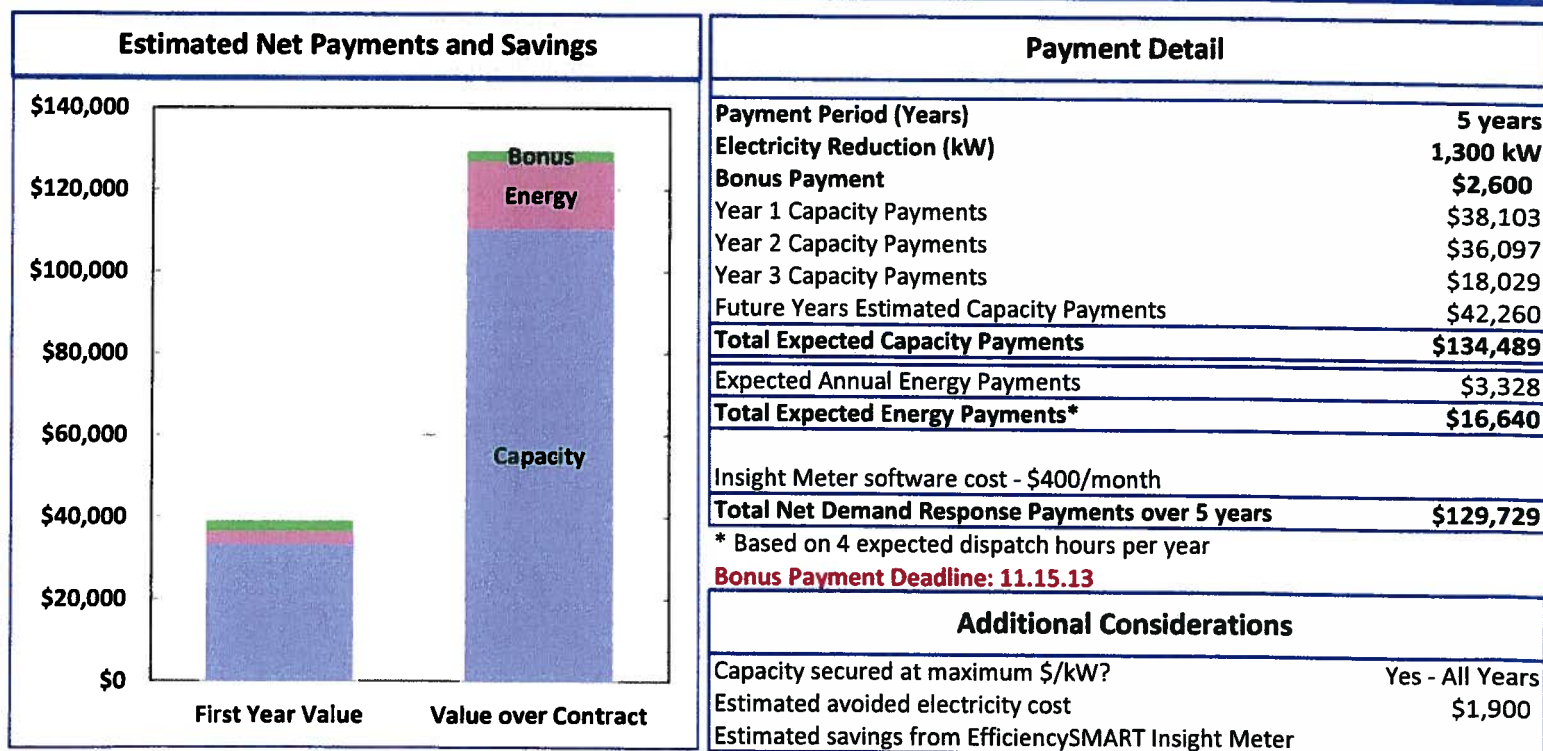 Estimated Net Payments and Savings
$140,000
$120,000
$100,000
$80,000
$60,000
$40,000
$20,000
$0
Bonus
Energy
Capacity
First Year Value
Value over Contract
Payment Detail
Payment Period (Years) 5 years
Electricity Reduction (kW) 1,300 kW
Bonus Payment $2,600
Year 1 Capacity Payments $38,103
Year 2 Capacity Payments $36,097
Year 3 Capacity Payments $18,029
Future Years Estimated Capacity Payments $42,260
Total Expected Capacity Payments $134,489
Expected Annual Energy Payments $3,328
Total Expected Energy Payments* $16,640
Insight Meter software cost - $400/month
Total Net Demand Response Payments over 5 years $129,729
* Based on 4 expected dispatch hours per year
Bonus Payment Deadline: 11.15.13
Additional Considerations
Capacity secured at maximum $/kW? Yes - All Years
Estimated avoided electricity cost $1,900
Estimated savings from EfficiencySMART Insight Meter